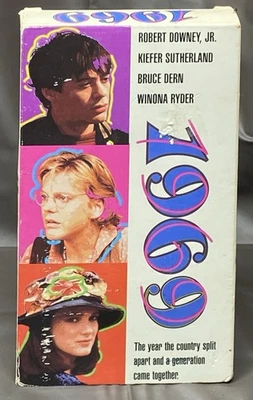 1969
ROBERT DOWNEY, JR.
KIEFER SUTHERLAND
BRUCE DERN
WINONA RYDER
1969
The year the country split
apart and a generation
came together.